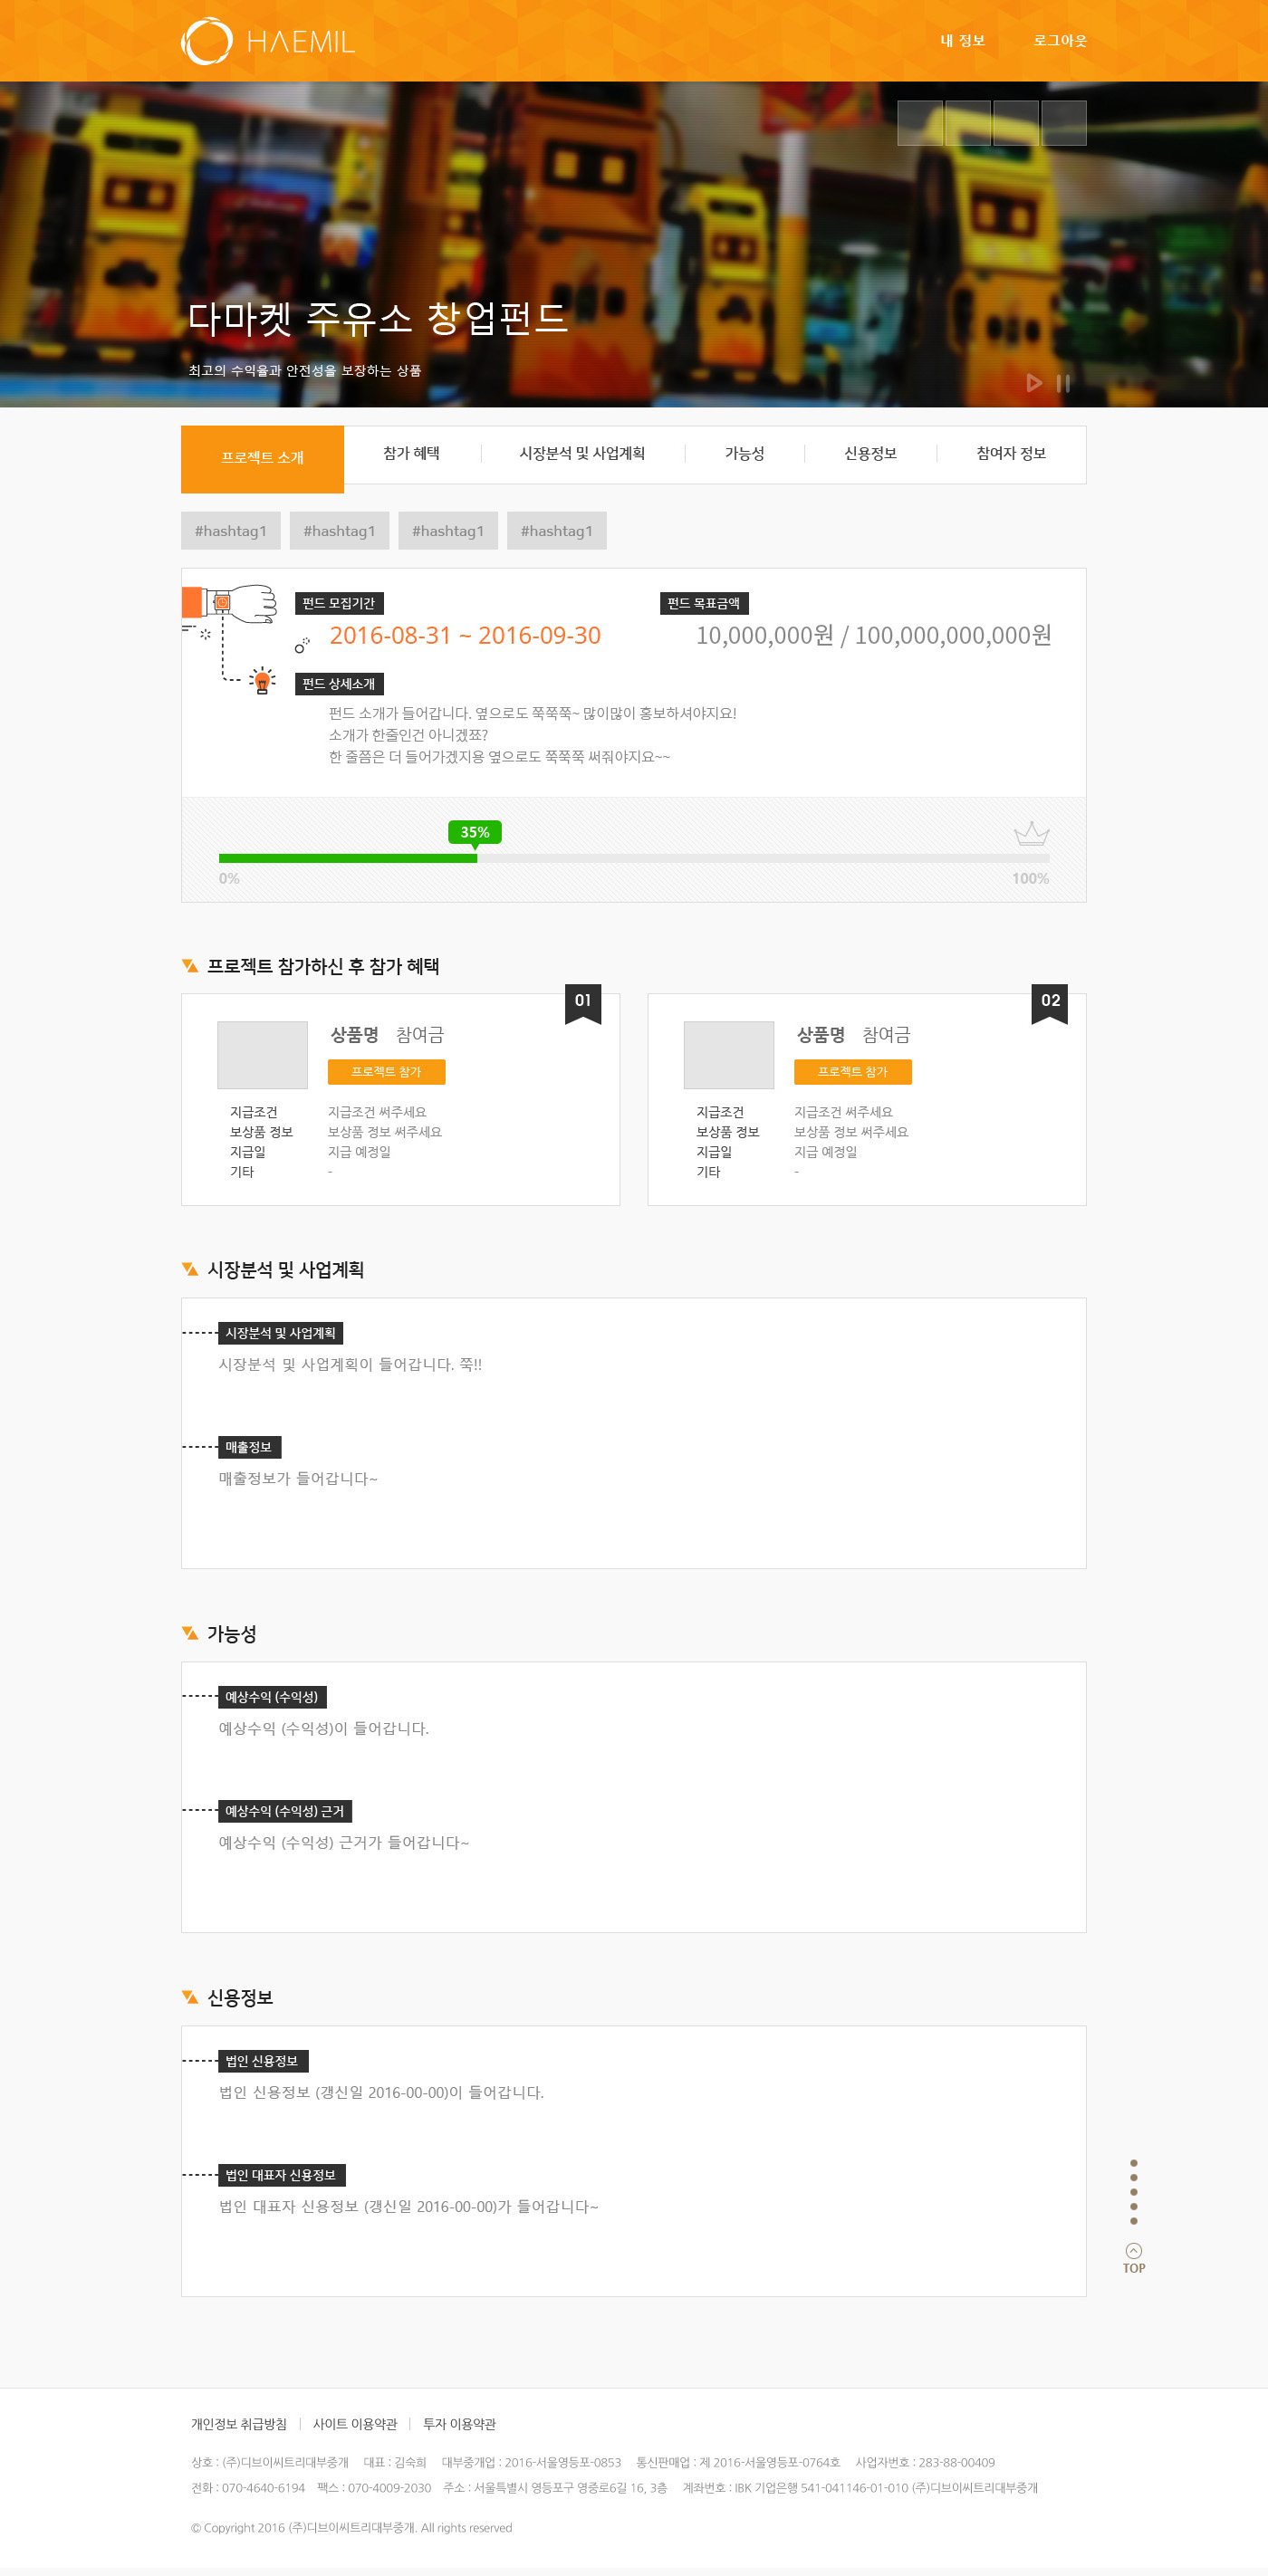 HAEMIL
내 정보 로그아웃
다마켓 주유소 창업펀드
최고의 수익율과 안전성을 보장하는 상품
프로젝트 소개 참가 혜택 시장분석 및 사업계획 가능성 신용정보 참여자 정보
#hashtag1 #hashtag1 #hashtag1 #hashtag1
펀드 모집기간 펀드 목표금액
2016-08-31 ~ 2016-09-30 10,000,000원 / 100,000,000,000원
펀드 상세소개
펀드 소개가 들어갑니다. 옆으로도 쭉쭉쭉~ 많이많이 홍보하셔야지요!
소개가 한줄인건 아니겠죠?
한 줄쯤은 더 들어가겠지용 옆으로도 쭉쭉쭉 써줘야지요~~
35%
0% 100%
프로젝트 참가하신 후 참가 혜택
01
상품명 참여금
프로젝트 참가
지급조건 지급조건 써주세요
보상품 정보 보상품 정보 써주세요
지급일 지급 예정일
기타 -
02
상품명 참여금
프로젝트 참가
지급조건 지급조건 써주세요
보상품 정보 보상품 정보 써주세요
지급일 지급 예정일
기타 -
시장분석 및 사업계획
시장분석 및 사업계획
시장분석 및 사업계획이 들어갑니다. 쭉!!
매출정보
매출정보가 들어갑니다~
가능성
예상수익 (수익성)
예상수익 (수익성)이 들어갑니다.
예상수익 (수익성) 근거
예상수익 (수익성) 근거가 들어갑니다~
신용정보
법인 신용정보
법인 신용정보 (갱신일 2016-00-00)이 들어갑니다.
법인 대표자 신용정보
법인 대표자 신용정보 (갱신일 2016-00-00)가 들어갑니다~
TOP
개인정보 취급방침 사이트 이용약관 투자 이용약관
상호 : (주)디브이씨트리대부중개 대표 : 김숙희 대부중개업 : 2016-서울영등포-0853 통신판매업 : 제 2016-서울영등포-0764호 사업자번호 : 283-88-00409
전화 : 070-4640-6194 팩스 : 070-4009-2030 주소 : 서울특별시 영등포구 영중로6길 16, 3층 계좌번호 : IBK 기업은행 541-041146-01-010 (주)디브이씨트리대부중개
© Copyright 2016 (주)디브이씨트리대부중개. All rights reserved